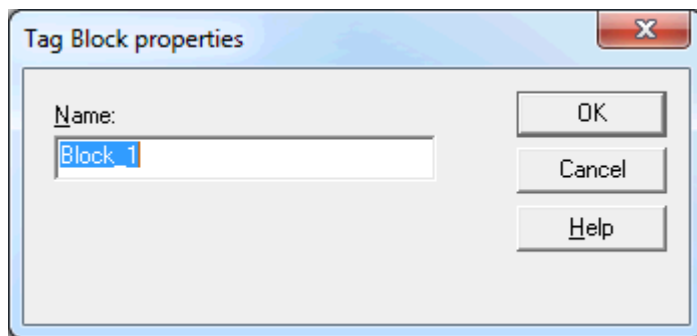 Tag Block properties
Name:
Block_1
OK
Cancel
Help